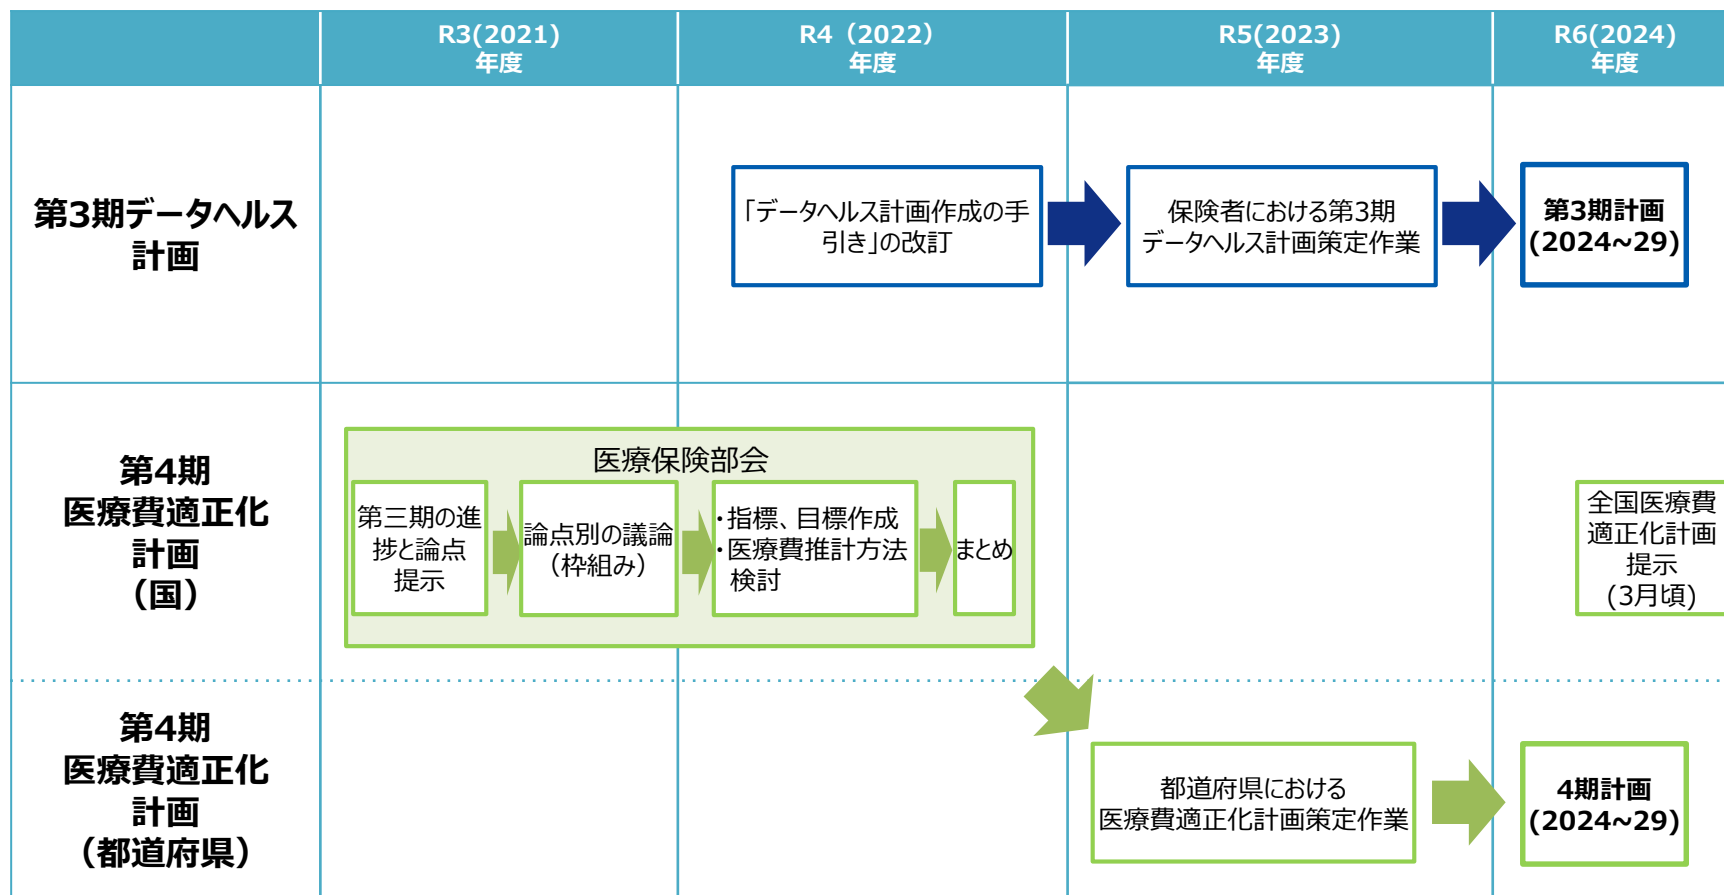 R3(2021)
年度
R4（2022）
年度
R5(2023)
年度
R6(2024)
年度
第3期データヘルス
計画
「データヘルス計画作成の手
引き」の改訂
保険者における第3期
データヘルス計画策定作業
第3期計画
(2024~29)
第4期
医療費適正化
計画
（国）
医療保険部会
第三期の進
捗と論点
提示
論点別の議論
（枠組み）
・指標、目標作成
・医療費推計方法
検討
まとめ
全国医療費
適正化計画
提示
(3月頃)
第4期
医療費適正化
計画
（都道府県）
都道府県における
医療費適正化計画策定作業
4期計画
(2024~29)